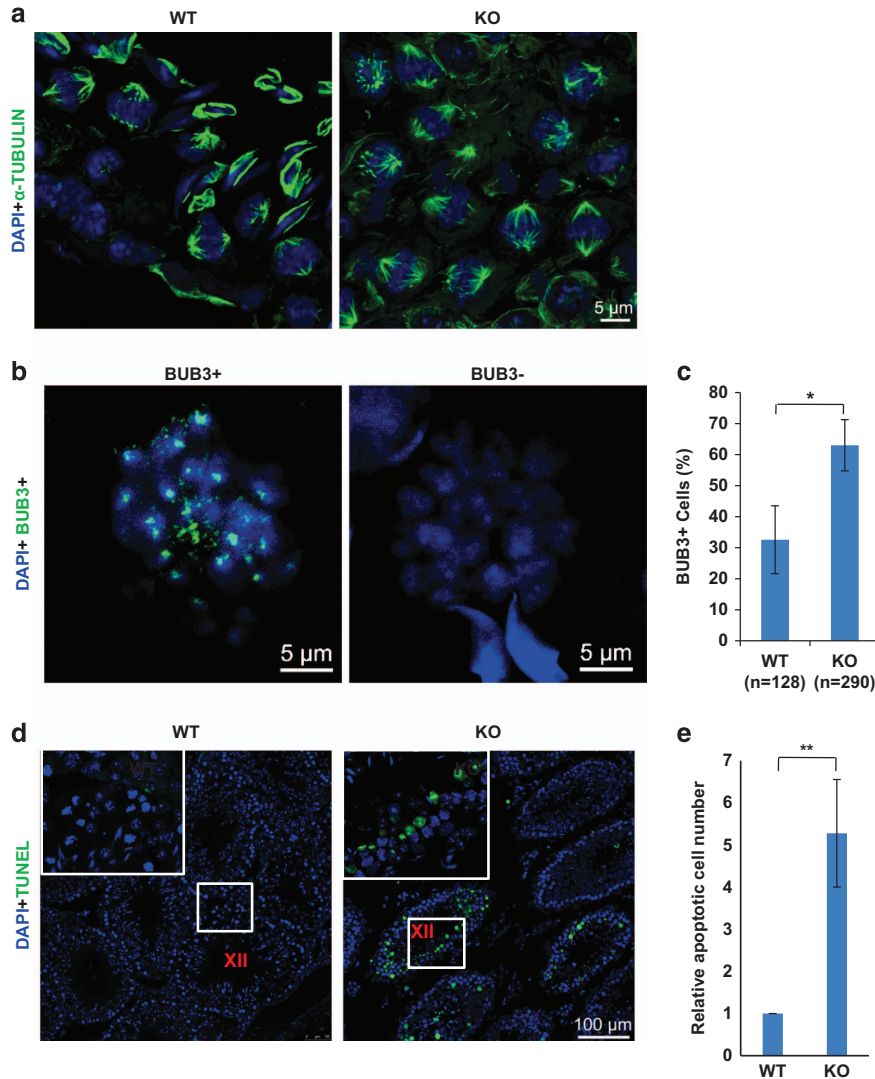 a
WT
KO
DAPI+α-TUBULIN
5 µm
b
BUB3+
BUB3-
DAPI+ BUB3+
5 µm
5 µm
c
80
70
60
50
40
30
20
10
0
BUB3+ Cells (%)
*
WT
KO
(n=128)
(n=290)
d
WT
KO
DAPI+TUNEL
XII
XII
100 µm
e
7
6
5
4
3
2
1
0
Relative apoptotic cell number
**
WT
KO